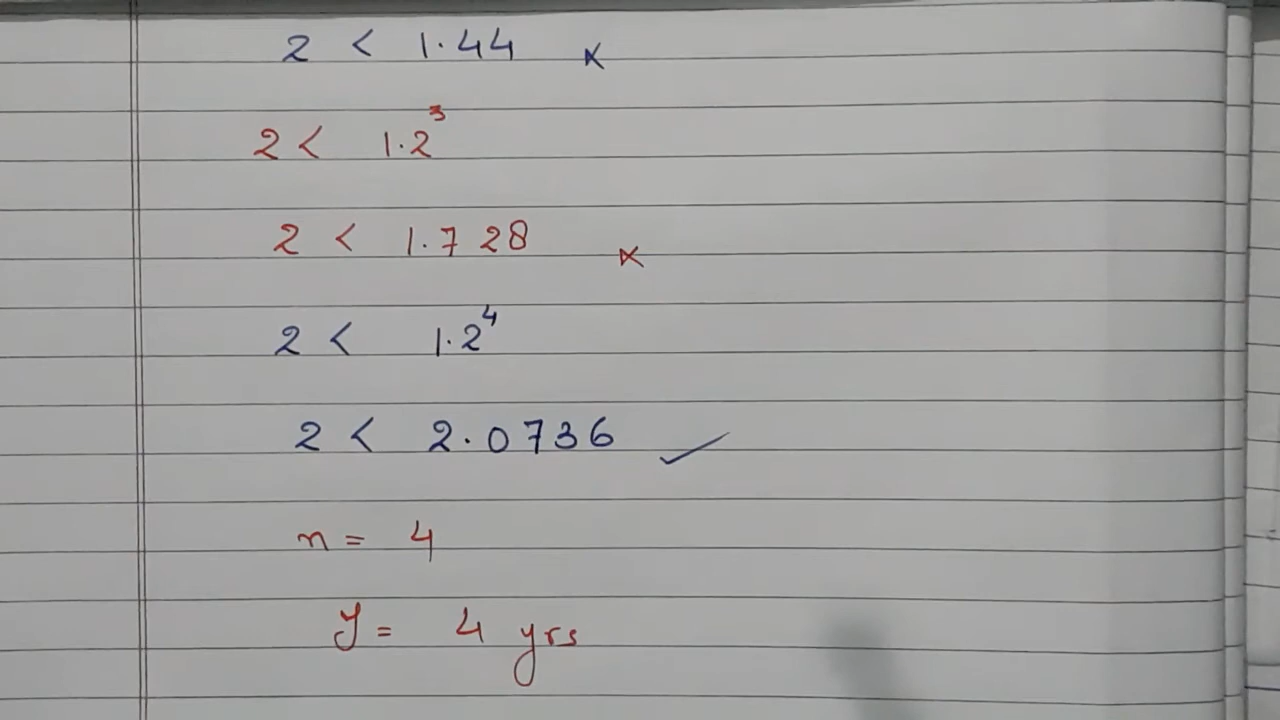 2 < 1.44 ×
2 < 1.2³
2 < 1.728 ×
2 < 1.2⁴
2 < 2.0736 ✓
n = 4
y = 4 yrs